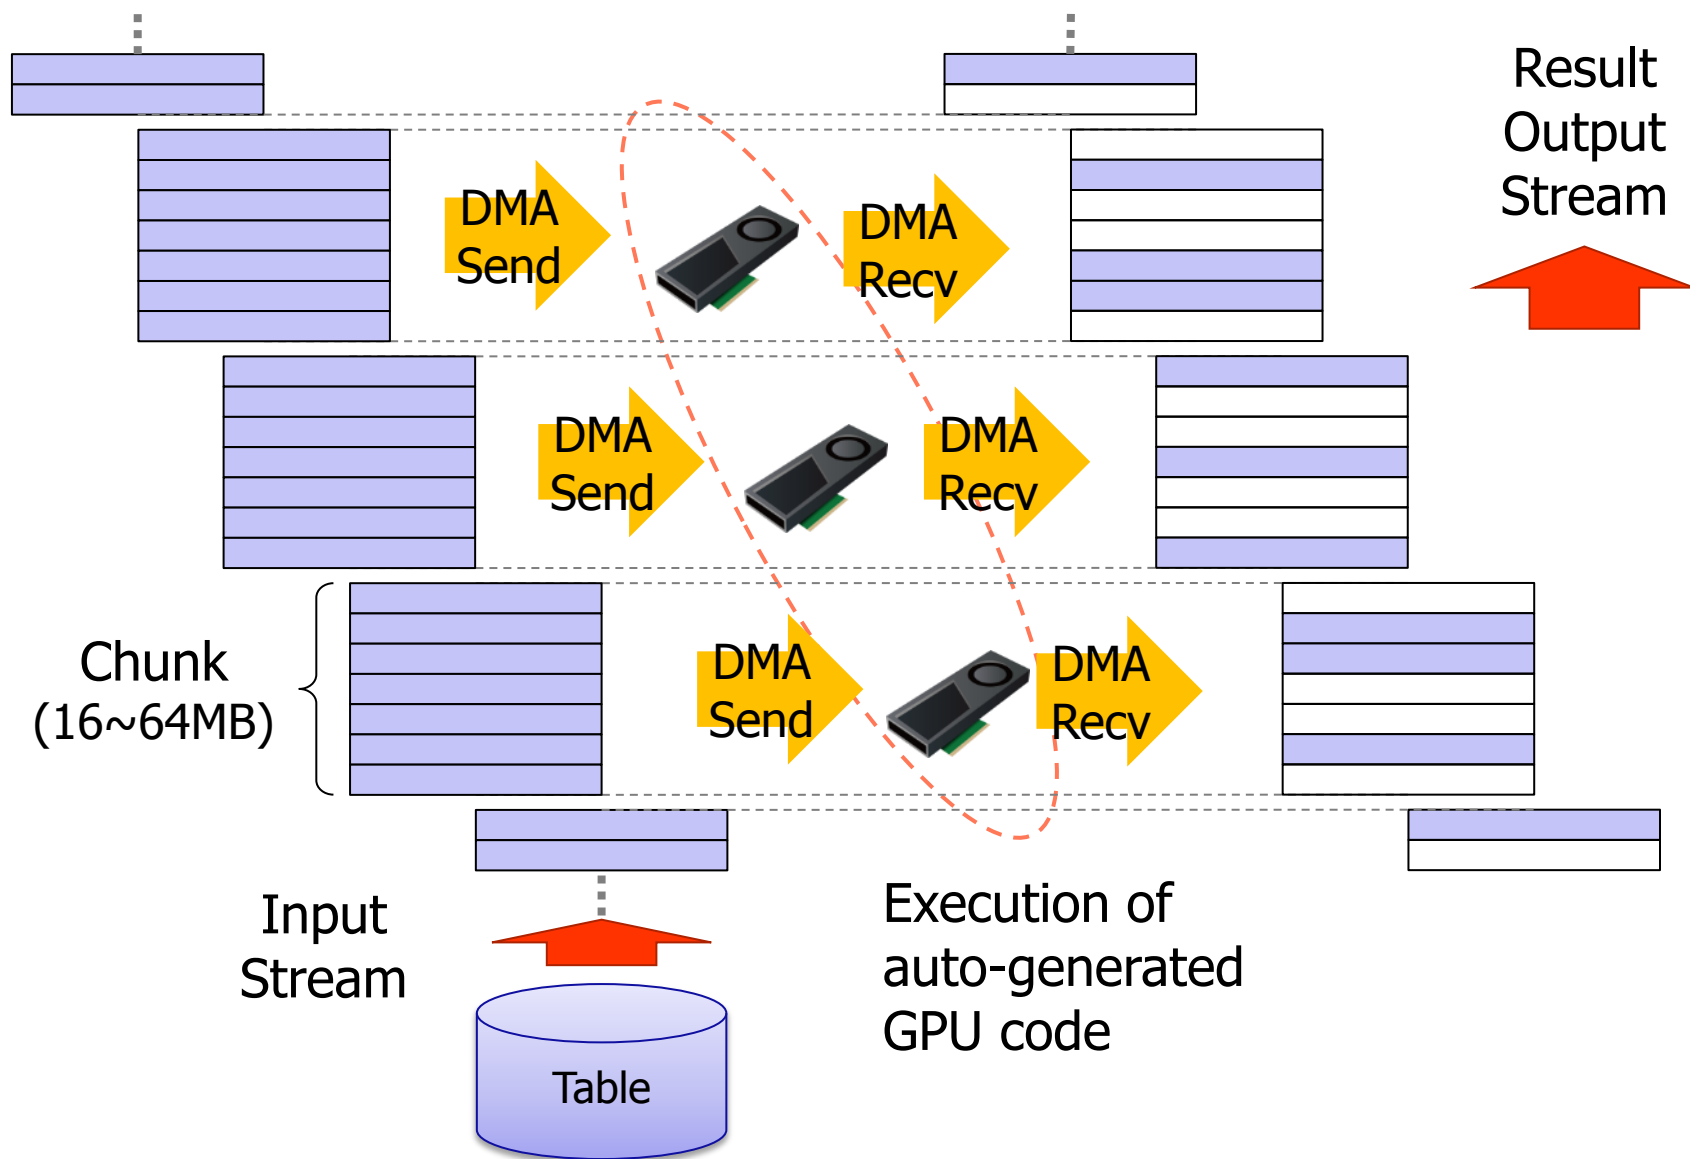 Result
Output
Stream
DMA
Send
DMA
Recv
DMA
Send
DMA
Recv
Chunk
(16~64MB)
DMA
Send
DMA
Recv
Input
Stream
Execution of
auto-generated
GPU code
Table